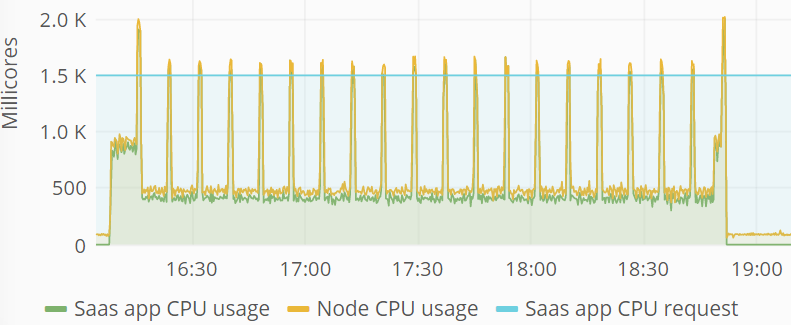 Millicores
2.0 K
1.5 K
1.0 K
500
0
16:30 17:00 17:30 18:00 18:30 19:00
Saas app CPU usage Node CPU usage Saas app CPU request